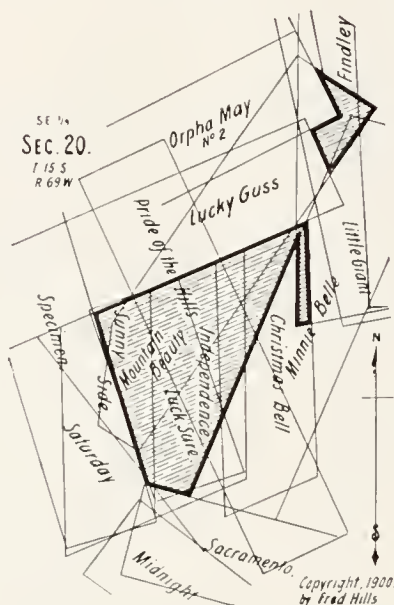 Findley
SE 1/4
SEC. 20.
T 15 S
R 69 W
Orpha May
No 2
Lucky Guss
Pride of the Hills
Little Giant
Specimen
Sunny Side
Mountain
Beauty
Independence
Luck Sure
Christmas Bell
Minnie Belle
Saturday
N
S
Sacramento.
Midnight
Copyright, 1900
by Fred Hills